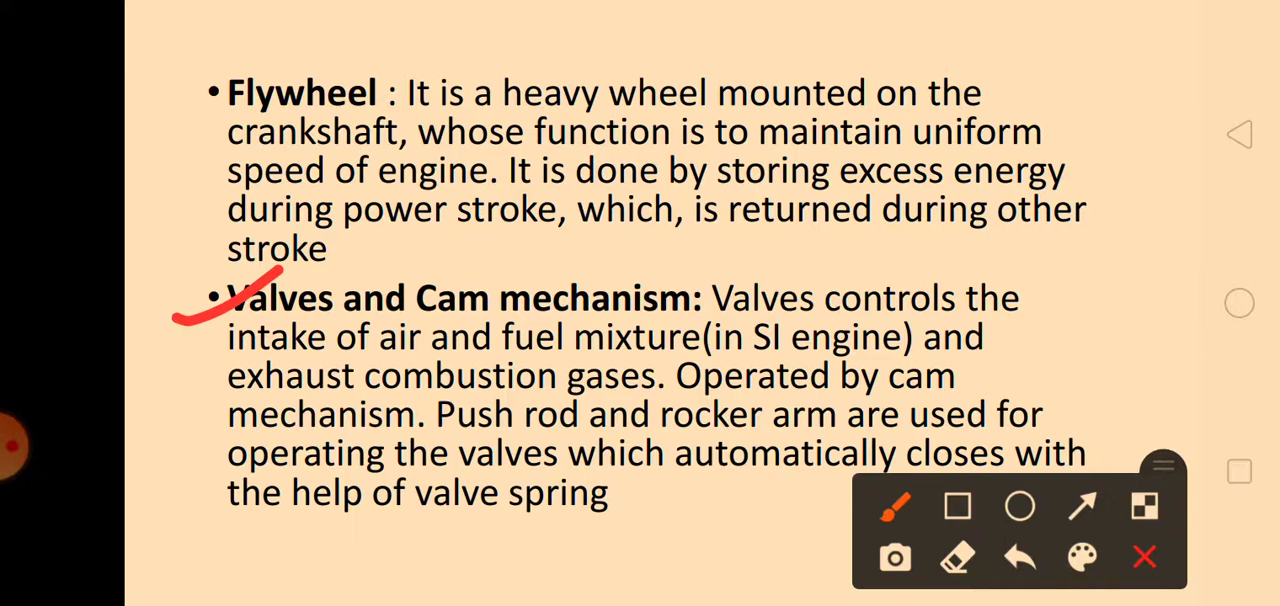 • Flywheel : It is a heavy wheel mounted on the
crankshaft, whose function is to maintain uniform
speed of engine. It is done by storing excess energy
during power stroke, which, is returned during other
stroke
• Valves and Cam mechanism: Valves controls the
intake of air and fuel mixture(in SI engine) and
exhaust combustion gases. Operated by cam
mechanism. Push rod and rocker arm are used for
operating the valves which automatically closes with
the help of valve spring